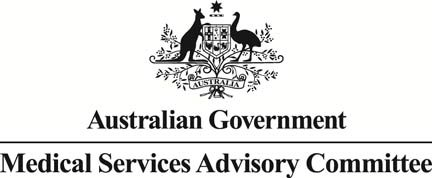 AUSTRALIA
Australian Government
Medical Services Advisory Committee